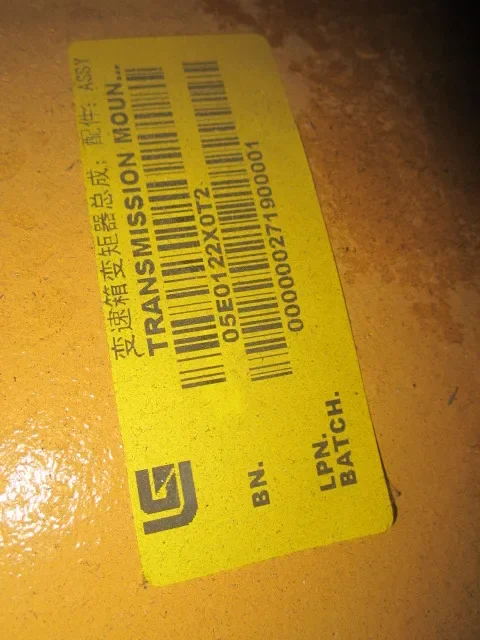 变速箱变矩器总成; 配件: ASSY
TRANSMISSION MOUN...
05E0122X0T2
BN.
000000271900001
LPN.
BATCH.